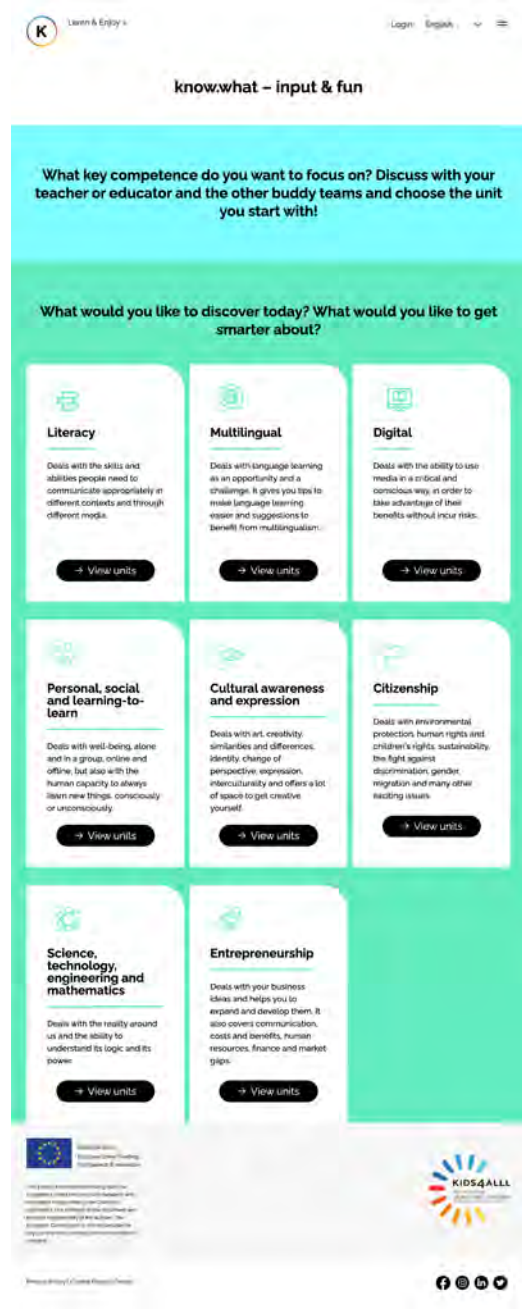 K
Learn & Enjoy
Login
English
know.what – input & fun
What key competence do you want to focus on? Discuss with your
teacher or educator and the other buddy teams and choose the unit
you start with!
What would you like to discover today? What would you like to get
smarter about?
Literacy
Deals with the skills and
abilities people need to
communicate appropriately in
different contexts and through
different media.
→ View units
Multilingual
Deals with language learning
as an opportunity and a
challenge. It gives you tips to
make language learning
easier and suggestions to
benefit from multilingualism.
→ View units
Digital
Deals with the ability to use
media in a critical and
conscious way, in order to
take advantage of their
benefits without incur risks.
→ View units
Personal, social
and learning-to-
learn
Deals with well-being, alone
and in a group, online and
offline, but also with the
human capacity to always
learn new things, consciously
or unconsciously.
→ View units
Cultural awareness
and expression
Deals with art, creativity,
similarities and differences,
identity, change of
perspective, expression,
interculturality and offers a lot
of space to get creative
yourself.
→ View units
Citizenship
Deals with environmental
protection, human rights and
children's rights, sustainability,
the fight against
discrimination, gender,
migration and many other
exciting issues.
→ View units
Science,
technology,
engineering and
mathematics
Deals with the reality around
us and the ability to
understand its logic and its
power.
→ View units
Entrepreneurship
Deals with your business
ideas and helps you to
expand and develop them. It
also covers communication,
costs and benefits, human
resources, finance and market
gaps.
→ View units
KIDS4ALLL